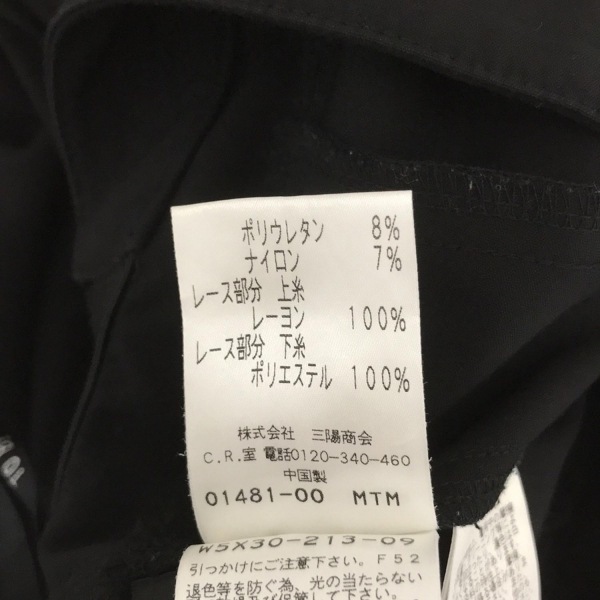 ポリウレタン 8%
ナイロン 7%
レース部分 上糸
レーヨン 100%
レース部分 下糸
ポリエステル 100%
株式会社 三陽商会
C.R.室 電話0120-340-460
中国製
01481-00 MTM
W5X30-213-09
引っかけにご注意下さい。F52
退色等を防ぐ為、光の当たらない